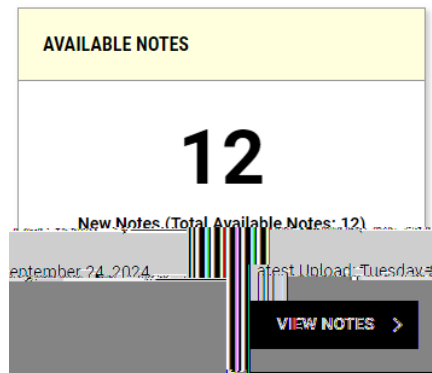 AVAILABLE NOTES
12
New Notes (Total Available Notes: 12)
eptember 24, 2024 atest Upload: Tuesday,
VIEW NOTES >